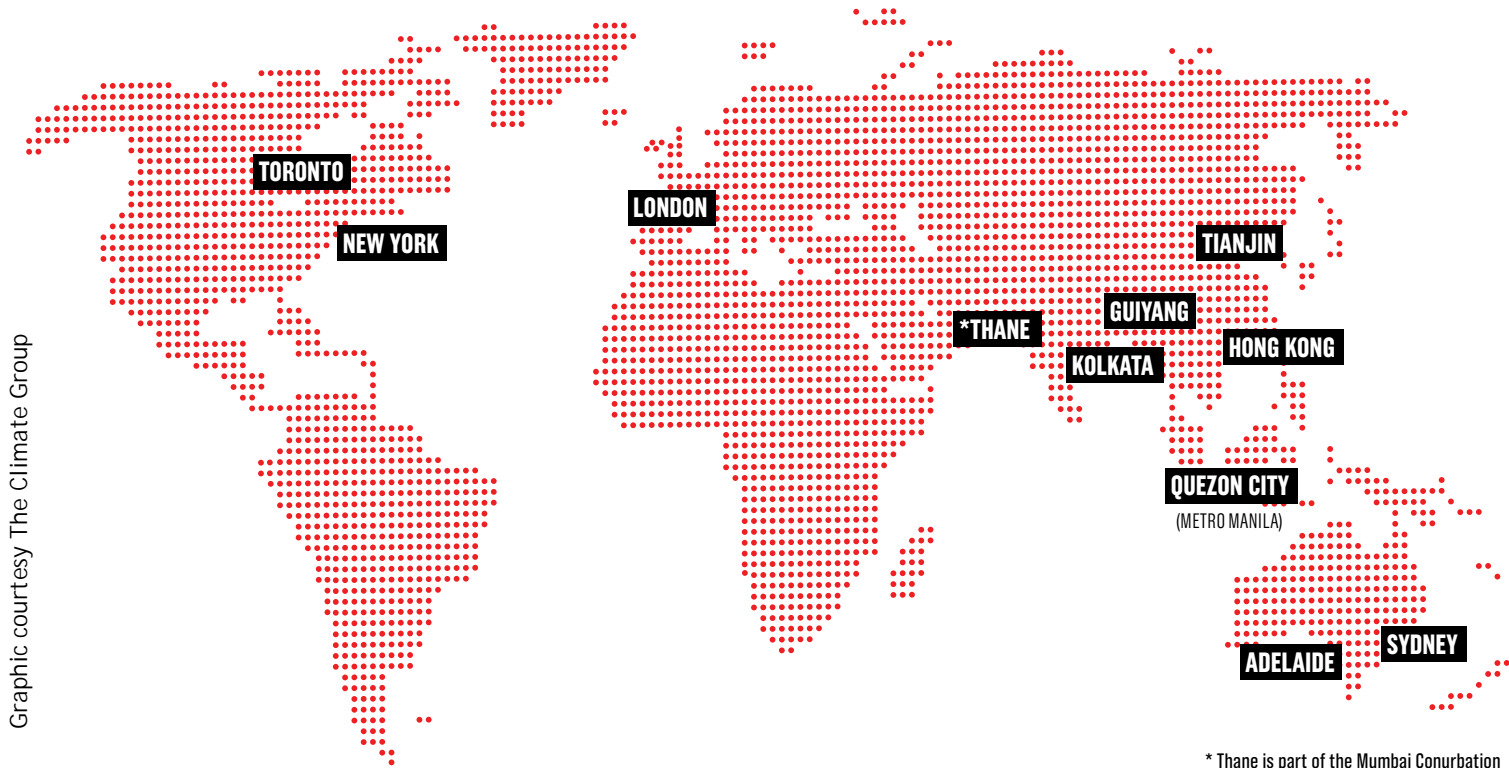 TORONTO
LONDON
NEW YORK
TIANJIN
GUIYANG
*THANE
HONG KONG
KOLKATA
QUEZON CITY
(METRO MANILA)
SYDNEY
ADELAIDE
Graphic courtesy The Climate Group
* Thane is part of the Mumbai Conurbation